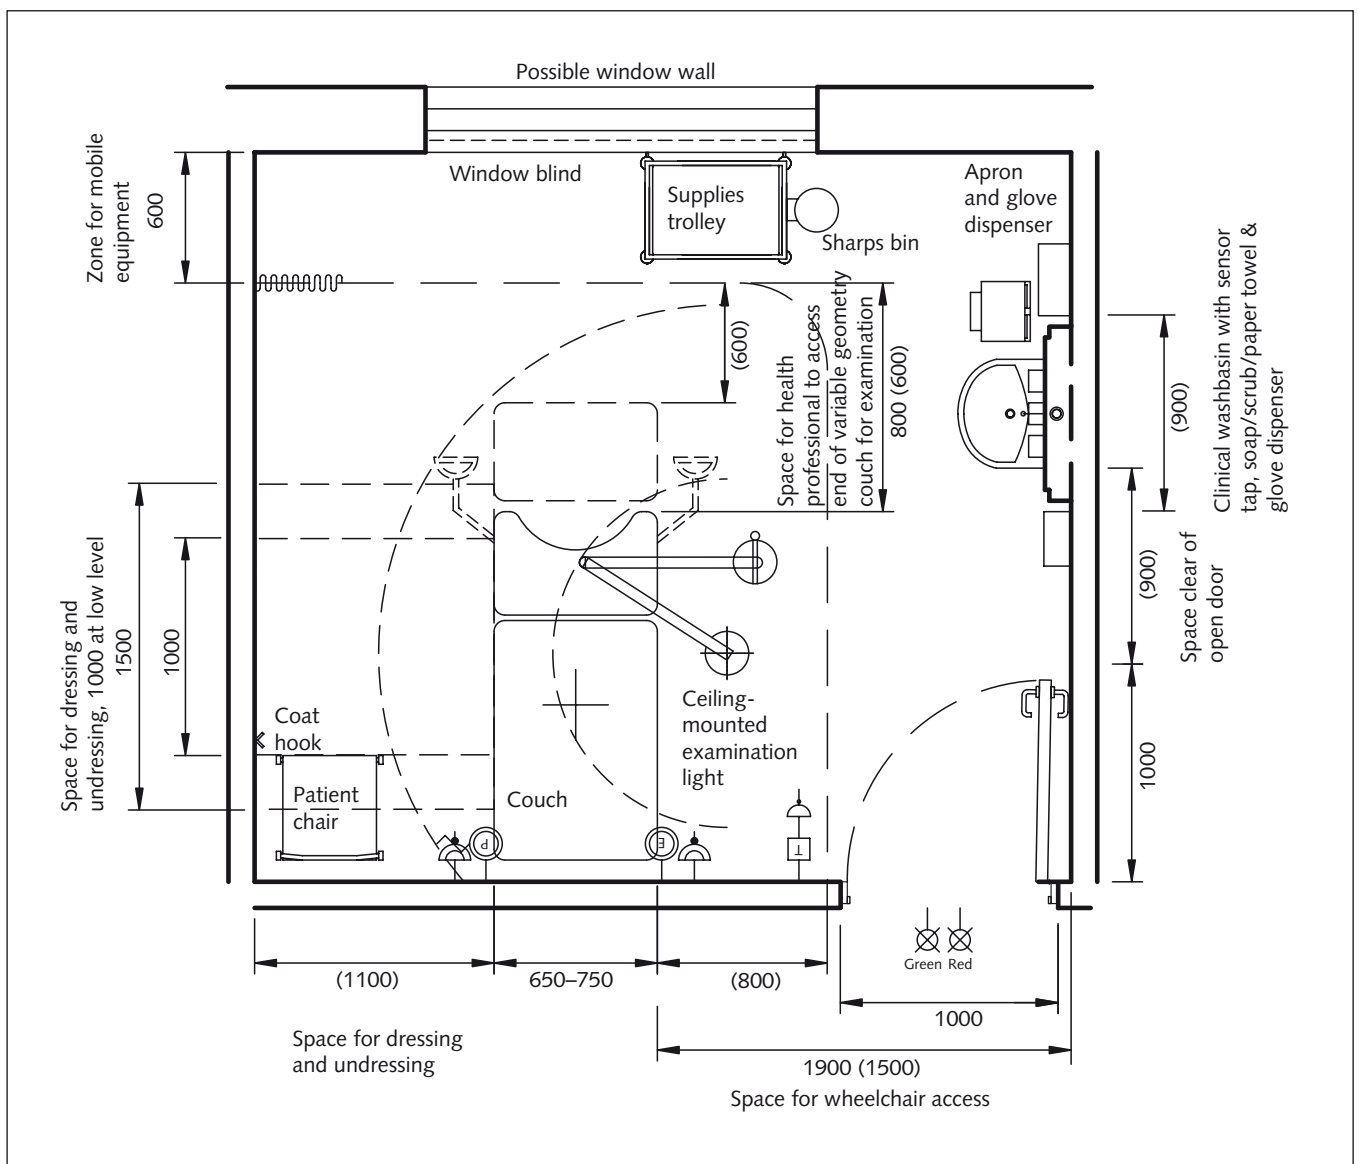 Possible window wall
Zone for mobile
equipment
600
Window blind
Supplies
trolley
Sharps bin
Apron
and glove
dispenser
Clinical washbasin with sensor
tap, soap/scrub/paper towel &
glove dispenser
(600)
Space for health
professional to access
end of variable geometry
couch for examination
800 (600)
(900)
(900)
Space clear of
open door
1000
Space for dressing and
undressing, 1000 at low level
1500
1000
Coat
hook
Patient
chair
Couch
Ceiling-
mounted
examination
light
P
E
T
Green Red
(1100)
650–750
(800)
1000
Space for dressing
and undressing
1900 (1500)
Space for wheelchair access